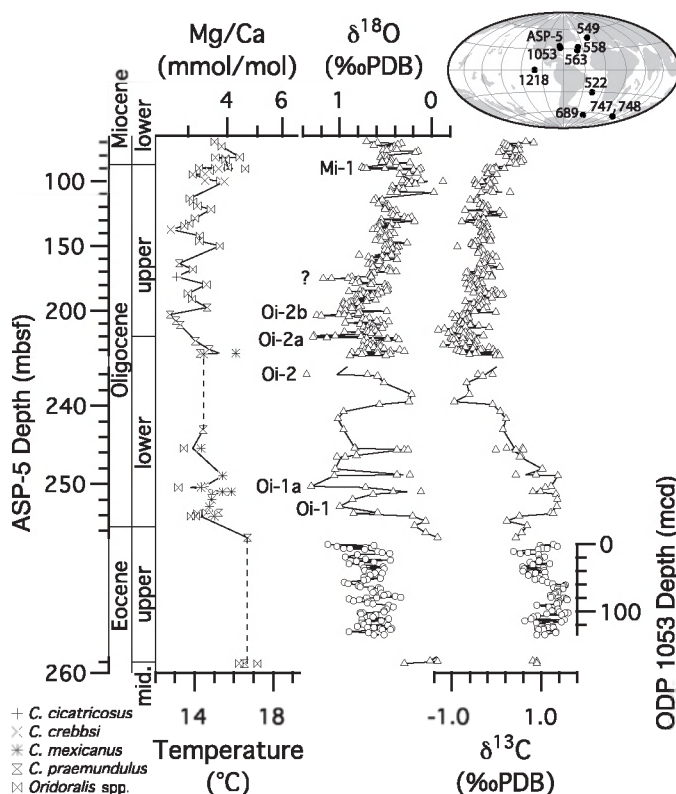 Mg/Ca
(mmol/mol)
4 6
δ18O
(‰PDB)
1 0
549
ASP-5
558
1053
563
1218
522
689
747, 748
ASP-5 Depth (mbsf)
100
150
200
240
250
260
Miocene
Oligocene
Eocene
lower
upper
lower
upper
mid.
Mi-1
?
Oi-2b
Oi-2a
Oi-2
Oi-1a
Oi-1
0
100
ODP 1053 Depth (mcd)
14 18
Temperature
(°C)
-1.0 1.0
δ13C
(‰PDB)
C. cicatricosus
C. crebbsi
C. mexicanus
C. praemundulus
Oridoralis spp.